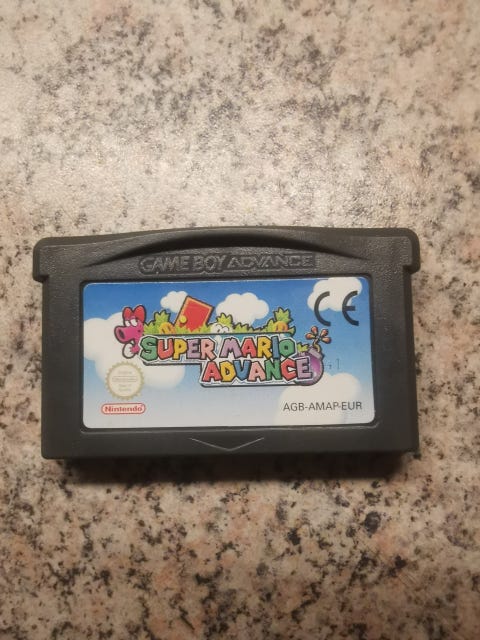 GAME BOY ADVANCE
CE
SUPER MARIO
ADVANCE
Nintendo
AGB-AMAP-EUR